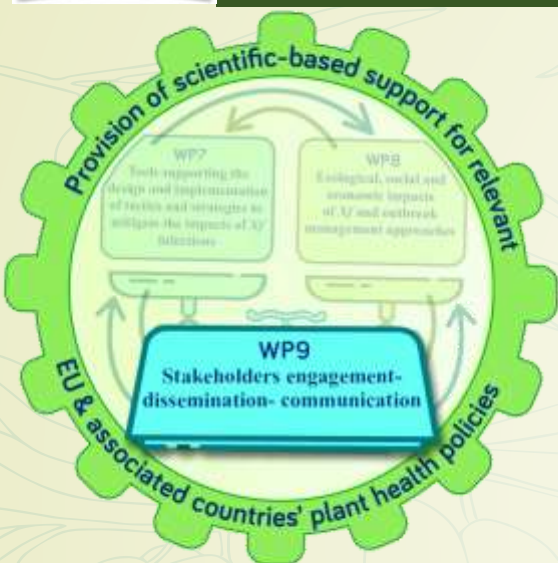 Provision of scientific-based support for relevant
WP7
Tools supporting the
design and implementation
of tactics and strategies to
mitigate the impacts of Xf
infections
WP8
Ecological, social and
economic impacts
of Xf and outbreak
management approaches
WP9
Stakeholders engagement-
dissemination- communication
EU & associated countries' plant health policies